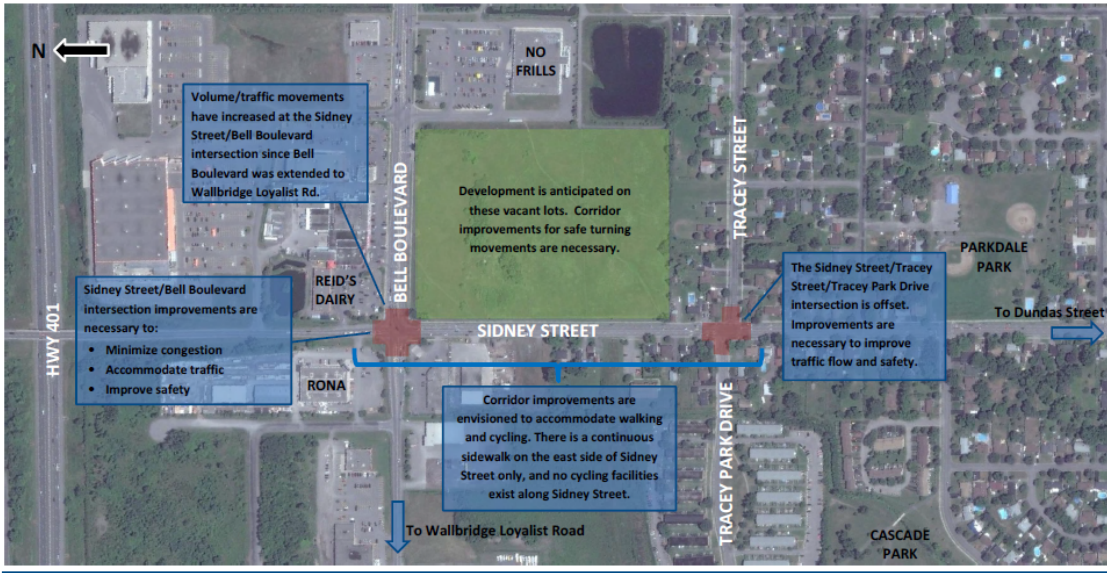 N
NO
FRILLS
Volume/traffic movements
have increased at the Sidney
Street/Bell Boulevard
intersection since Bell
Boulevard was extended to
Wallbridge Loyalist Rd.
BELL BOULEVARD
Development is anticipated on
these vacant lots. Corridor
improvements for safe turning
movements are necessary.
TRACEY STREET
PARKDALE
PARK
REID'S
DAIRY
The Sidney Street/Tracey
Street/Tracey Park Drive
intersection is offset.
Improvements are
necessary to improve
traffic flow and safety.
To Dundas Street
Sidney Street/Bell Boulevard
intersection improvements are
necessary to:
• Minimize congestion
• Accommodate traffic
• Improve safety
HWY 401
SIDNEY STREET
RONA
Corridor improvements are
envisioned to accommodate walking
and cycling. There is a continuous
sidewalk on the east side of Sidney
Street only, and no cycling facilities
exist along Sidney Street.
TRACEY PARK DRIVE
To Wallbridge Loyalist Road
CASCADE
PARK